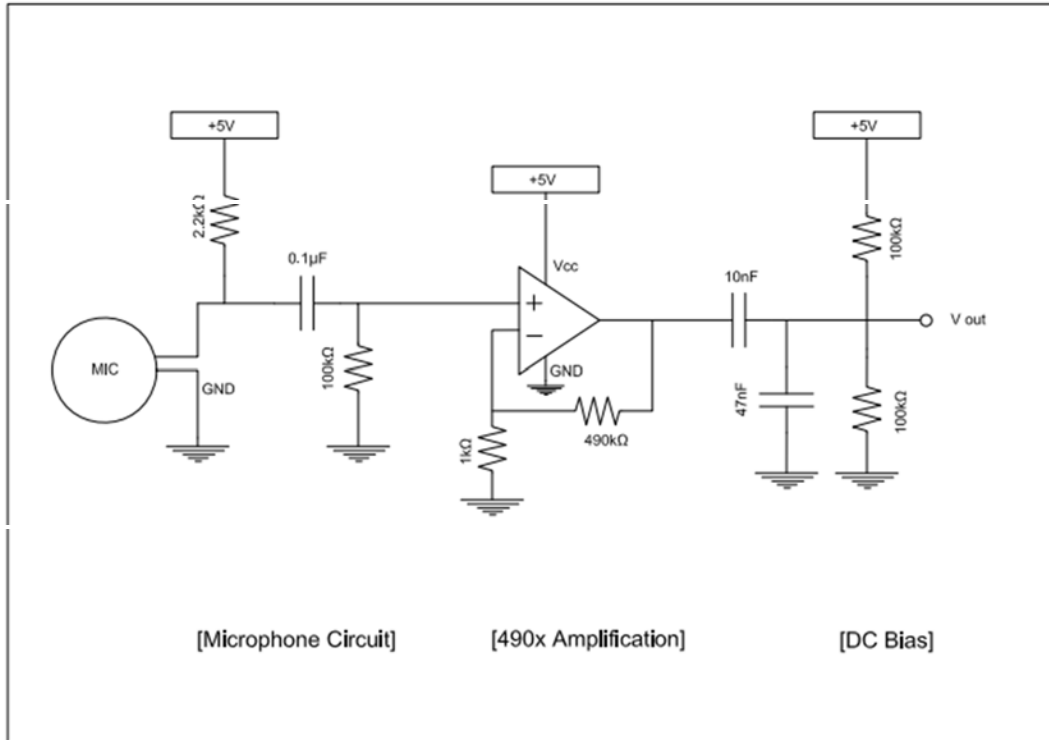 +5V
+5V
+5V
2.2kΩ
0.1µF
Vcc
100kΩ
10nF
V out
MIC
GND
100kΩ
GND
47nF
100kΩ
1kΩ
490kΩ
[Microphone Circuit]
[490x Amplification]
[DC Bias]